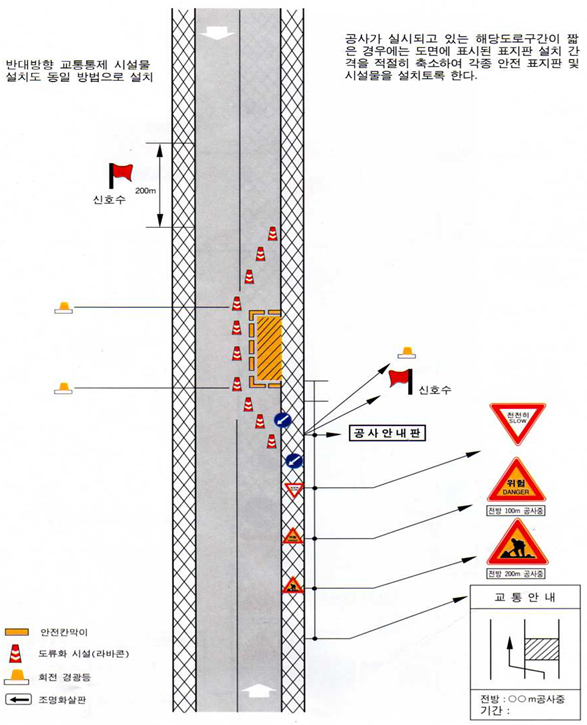 공사가 실시되고 있는 해당도로구간이 짧
은 경우에는 도면에 표시된 표지판 설치 간
격을 적절히 축소하여 각종 안전 표지판 및
시설물을 설치토록 한다.
반대방향 교통통제 시설물
설치도 동일 방법으로 설치
200m
신호수
신호수
공사안내판
천천히
SLOW
위험
DANGER
전방 100m 공사중
전방 200m 공사중
교통안내
전방 : ○○m공사중
기간 :
안전칸막이
도류화 시설(라바콘)
회전 경광등
조명화살판